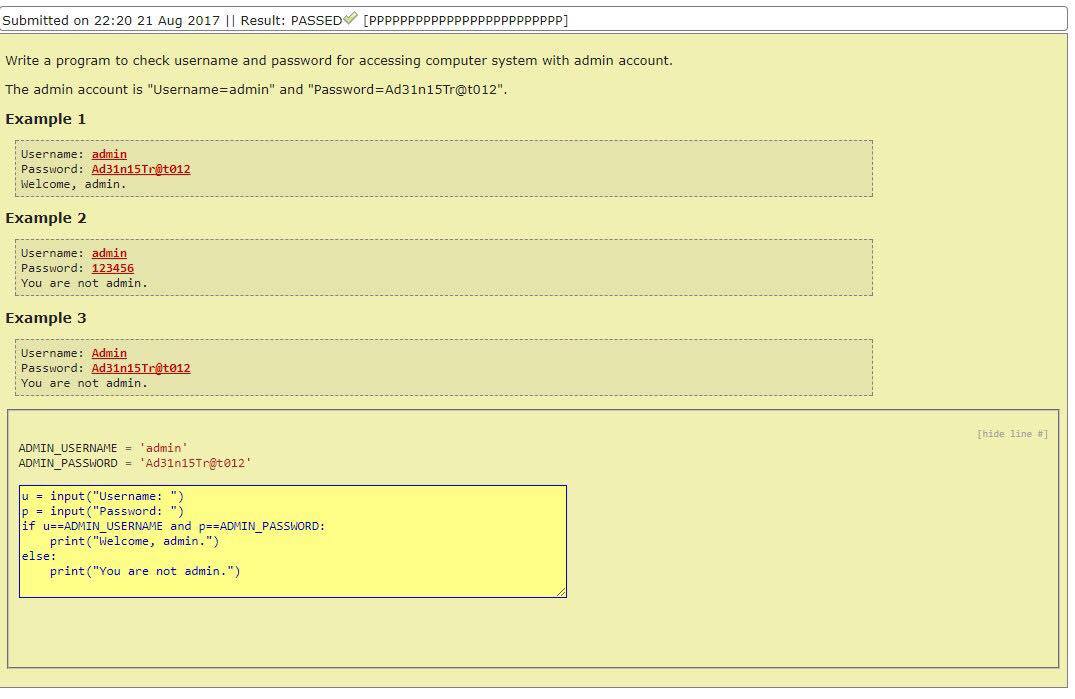 Submitted on 22:20 21 Aug 2017 || Result: PASSED [PPPPPPPPPPPPPPPPPPPPPPPPP]
Write a program to check username and password for accessing computer system with admin account.
The admin account is "Username=admin" and "Password=Ad31n15Tr@t012".
Example 1
Username: admin
Password: Ad31n15Tr@t012
Welcome, admin.
Example 2
Username: admin
Password: 123456
You are not admin.
Example 3
Username: Admin
Password: Ad31n15Tr@t012
You are not admin.
[hide line #]
ADMIN_USERNAME = 'admin'
ADMIN_PASSWORD = 'Ad31n15Tr@t012'
u = input("Username: ")
p = input("Password: ")
if u==ADMIN_USERNAME and p==ADMIN_PASSWORD:
    print("Welcome, admin.")
else:
    print("You are not admin.")